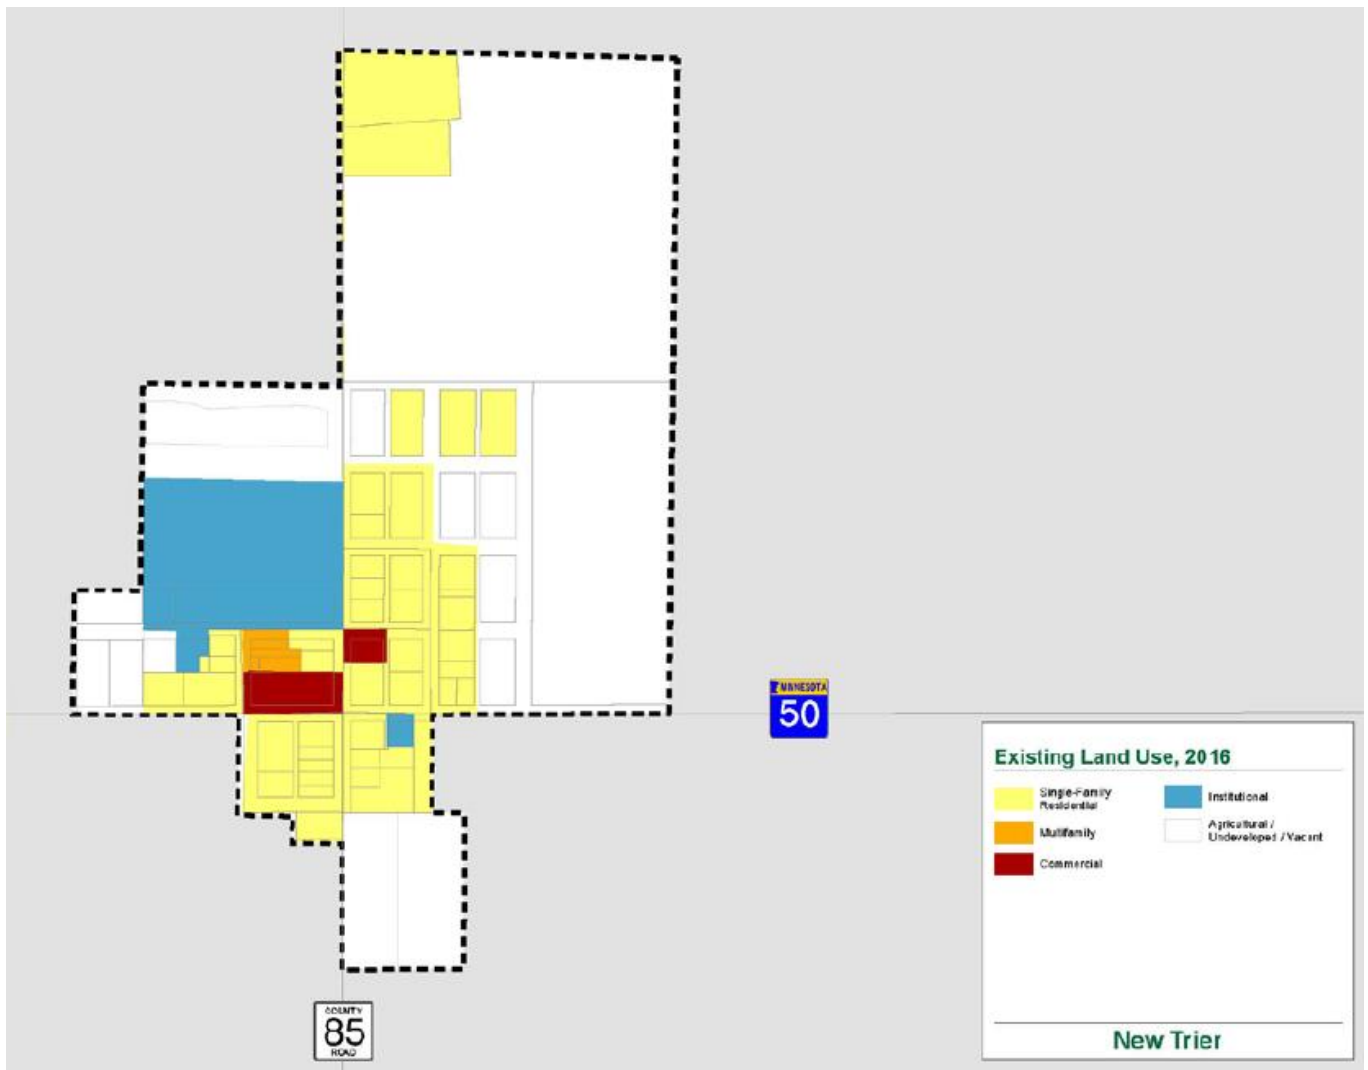 MINNESOTA
50
Existing Land Use, 2016
Single-Family
Residential
Institutional
Multifamily
Agricultural /
Undeveloped / Vacant
Commercial
COUNTY
85
ROAD
New Trier